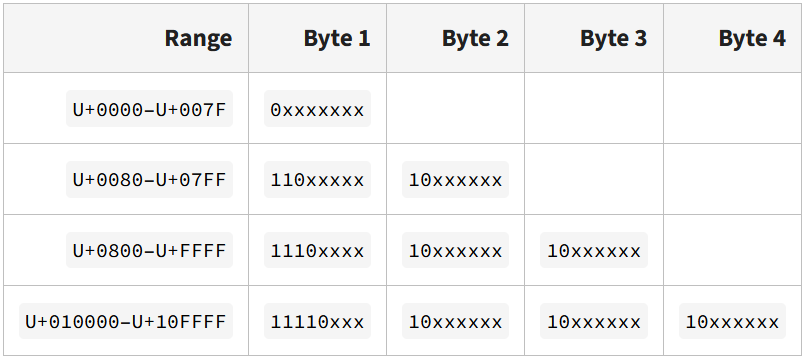 Range Byte 1 Byte 2 Byte 3 Byte 4
U+0000–U+007F 0xxxxxxx
U+0080–U+07FF 110xxxxx 10xxxxxx
U+0800–U+FFFF 1110xxxx 10xxxxxx 10xxxxxx
U+010000–U+10FFFF 11110xxx 10xxxxxx 10xxxxxx 10xxxxxx